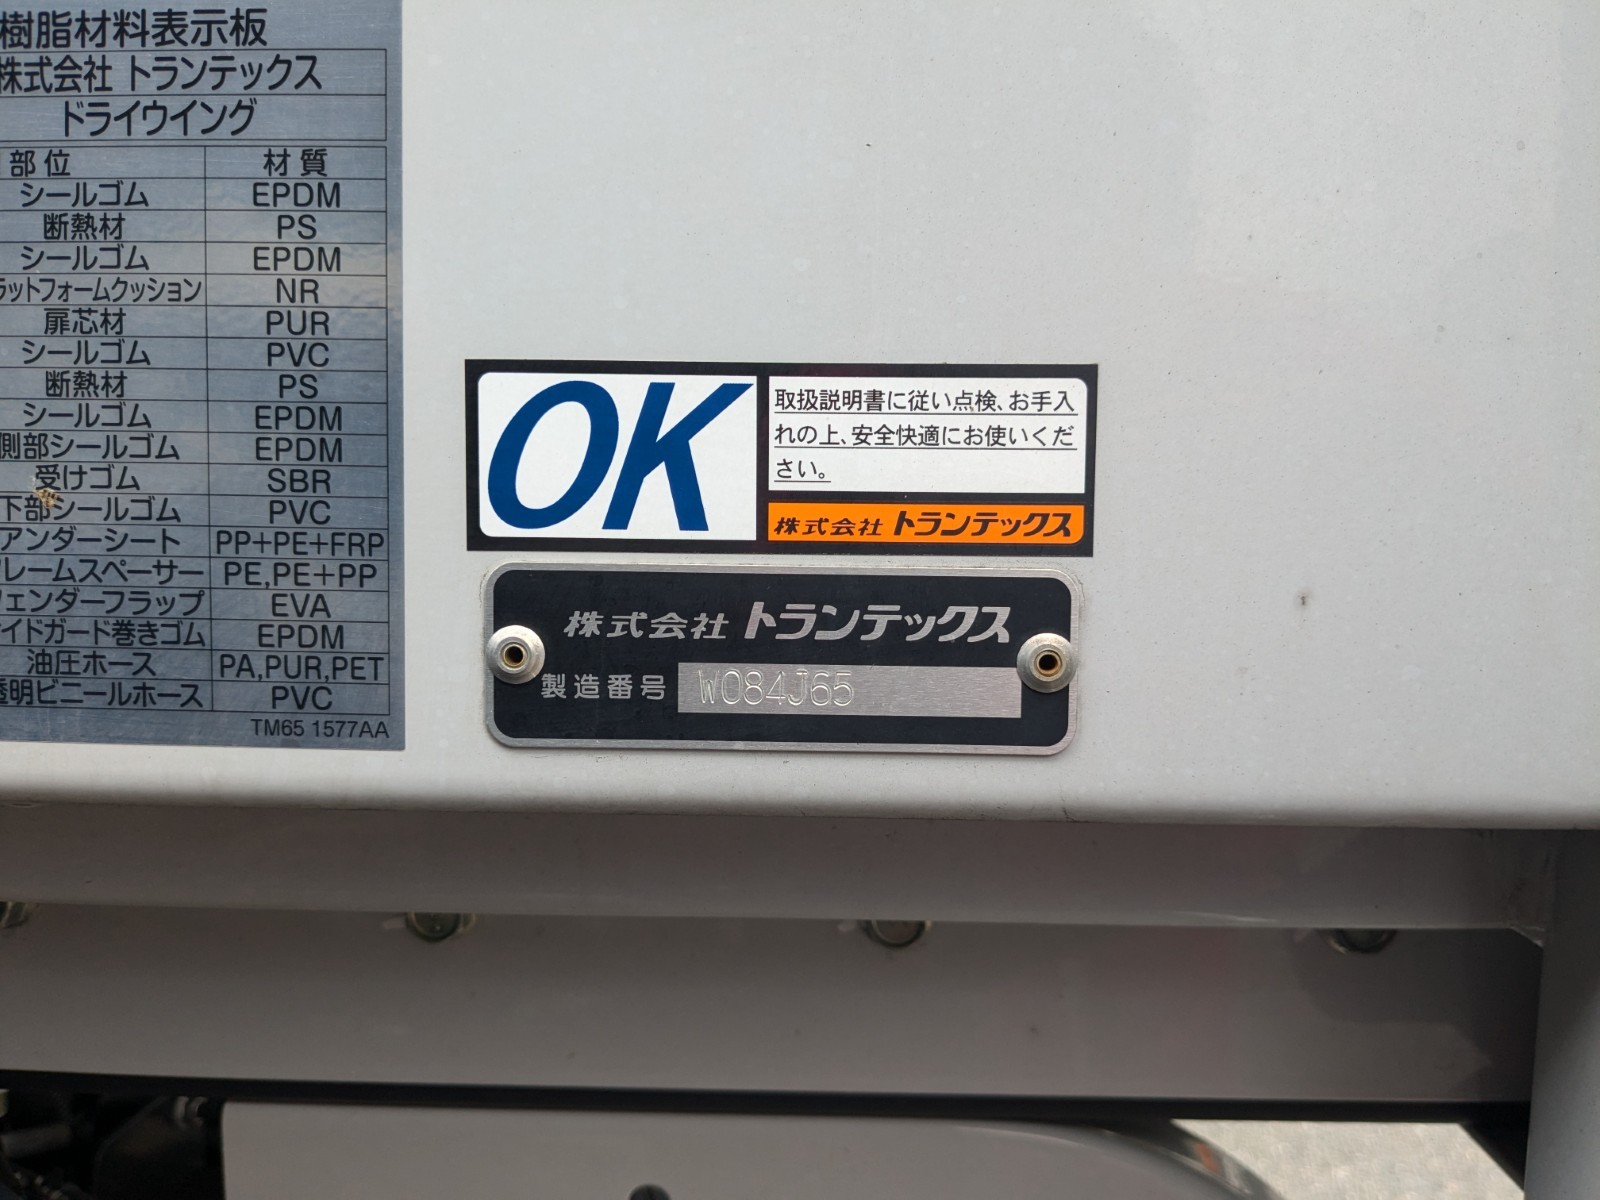 樹脂材料表示板
株式会社 トランテックス
ドライウイング
部位 材質
シールゴム EPDM
断熱材 PS
シールゴム EPDM
ラットフォームクッション NR
扉芯材 PUR
シールゴム PVC
断熱材 PS
シールゴム EPDM
側部シールゴム EPDM
受けゴム SBR
下部シールゴム PVC
アンダーシート PP+PE+FRP
レームスペーサー PE,PE+PP
ェンダーフラップ EVA
イドガード巻きゴム EPDM
油圧ホース PA,PUR,PET
透明ビニールホース PVC
TM65 1577AA
OK
取扱説明書に従い点検、お手入
れの上、安全快適にお使いくだ
さい。
株式会社 トランテックス
株式会社 トランテックス
製造番号 W084J65